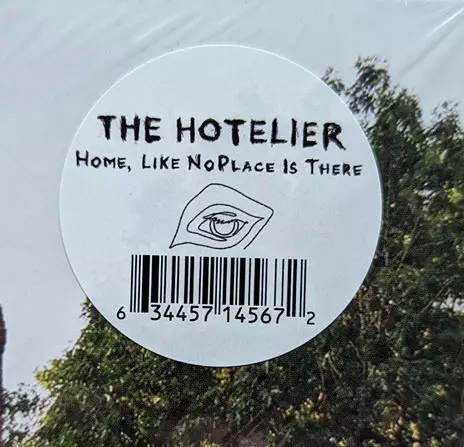 THE HOTELIER
HOME, LIKE NOPLACE IS THERE
6 34457 14567 2